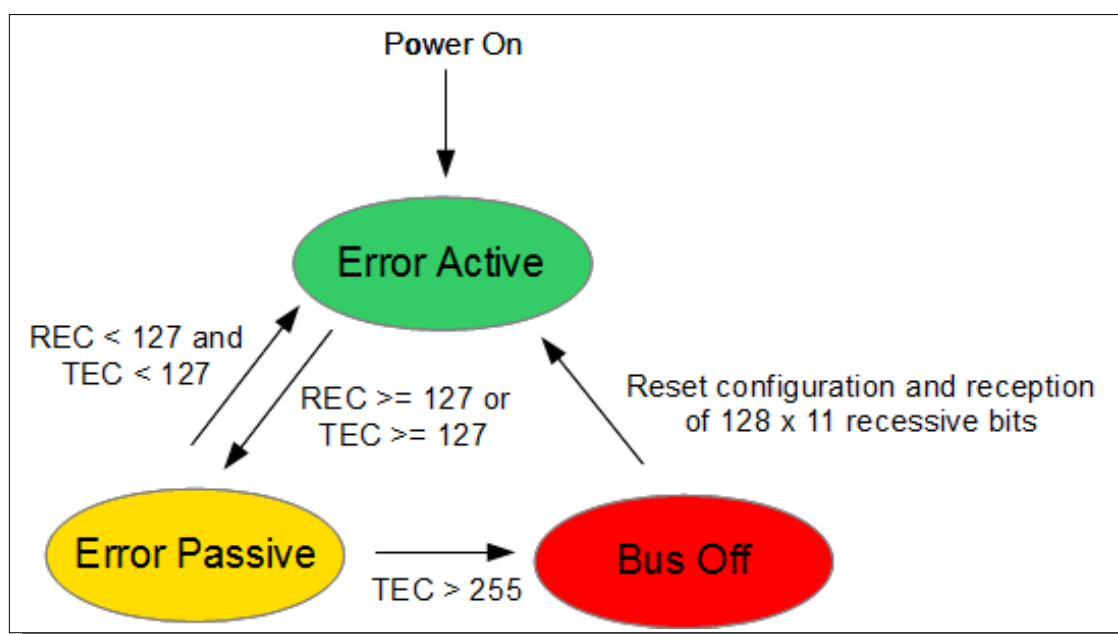 Power On
Error Active
REC < 127 and
TEC < 127
REC >= 127 or
TEC >= 127
Reset configuration and reception
of 128 x 11 recessive bits
Error Passive
TEC > 255
Bus Off